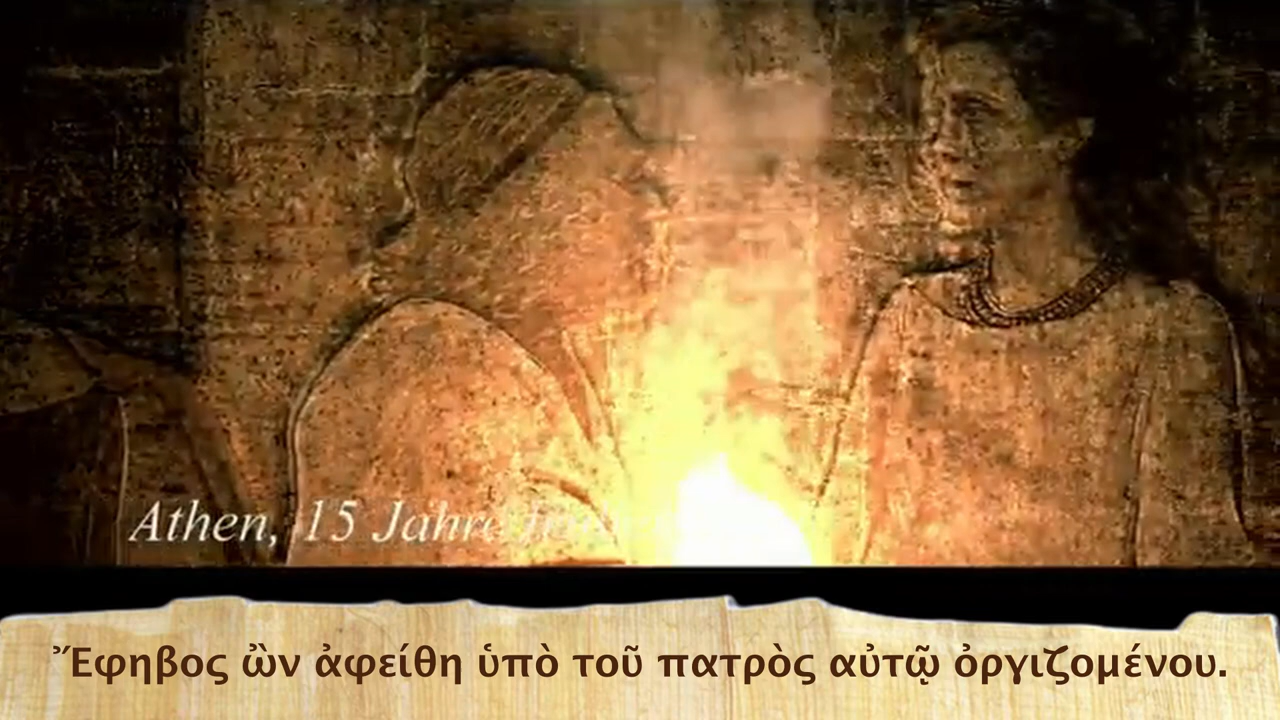 Athen, 15 Jahre
Ἔφηβος ὢν ἀφείθη ὑπὸ τοῦ πατρὸς αὐτῷ ὀργιζομένου.